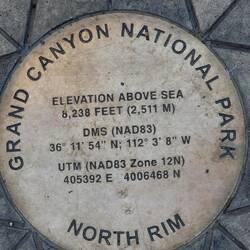 GRAND CANYON NATIONAL PARK
ELEVATION ABOVE SEA
8,238 FEET (2,511 M)
DMS (NAD83)
36° 11' 54" N; 112° 3' 8" W
UTM (NAD83 Zone 12N)
405392 E 4006468 N
NORTH RIM